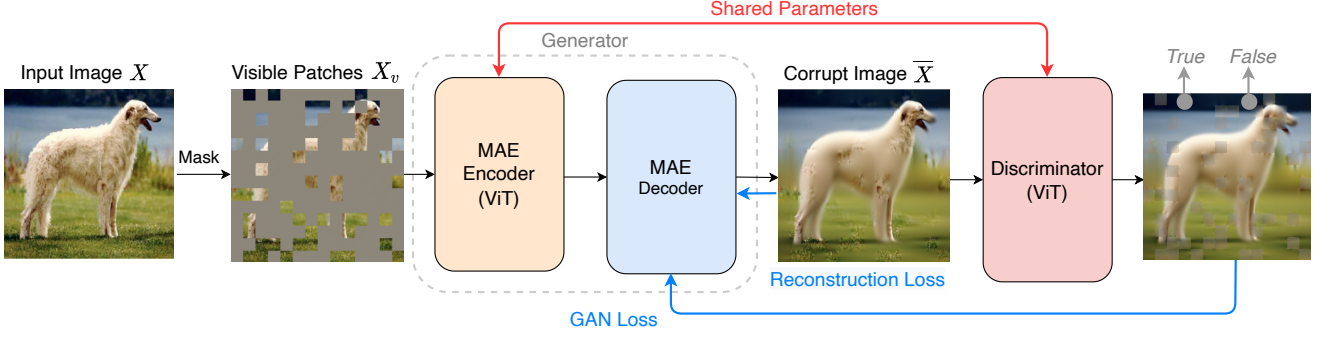 Shared Parameters
Generator
Input Image X
Visible Patches X_v
Corrupt Image X̅
True
False
Mask
MAE
Encoder
(ViT)
MAE
Decoder
Discriminator
(ViT)
Reconstruction Loss
GAN Loss